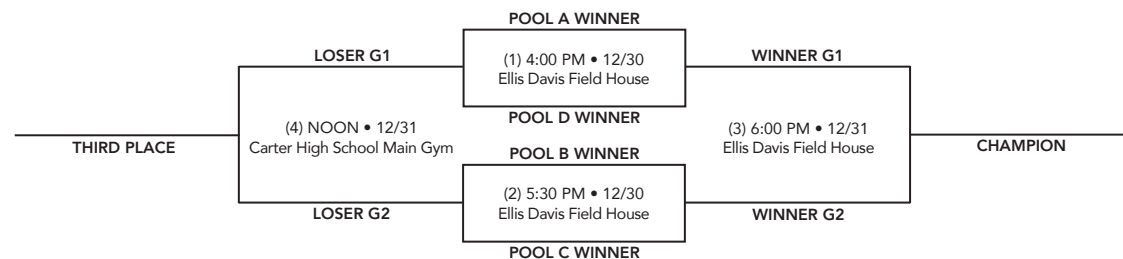 POOL A WINNER
LOSER G1
(1) 4:00 PM • 12/30
Ellis Davis Field House
WINNER G1
POOL D WINNER
(4) NOON • 12/31
Carter High School Main Gym
(3) 6:00 PM • 12/31
Ellis Davis Field House
THIRD PLACE
CHAMPION
POOL B WINNER
(2) 5:30 PM • 12/30
Ellis Davis Field House
LOSER G2
WINNER G2
POOL C WINNER